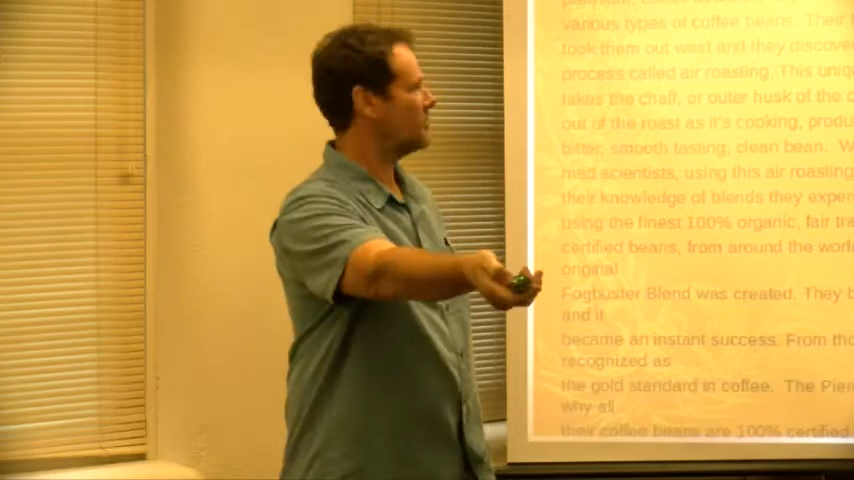 various types of coffee beans. Their
took them out west and they discove
process called air roasting. This uniq
takes the chaff, or outer husk of the c
out of the roast as it's cooking, produ
bitter, smooth tasting, clean bean. W
mad scientists, using this air roasting
their knowledge of blends they exper
using the finest 100% organic, fair tra
certified beans, from around the world
onginal
Fogbuster Blend was created. They b
and it
became an instant success. From tho
recognized as
the gold standard in coffee. The Pier
why all
their coffee beans are 100% certified